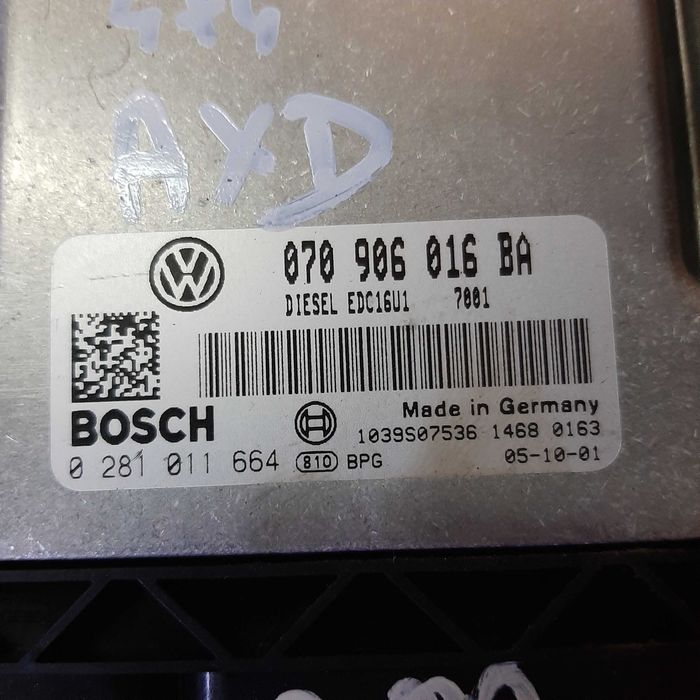 474
AXD
070 906 016 BA
DIESEL EDC16U1 7001
BOSCH
Made in Germany
1039S07536 1468 0163
0 281 011 664 810 BPG 05-10-01